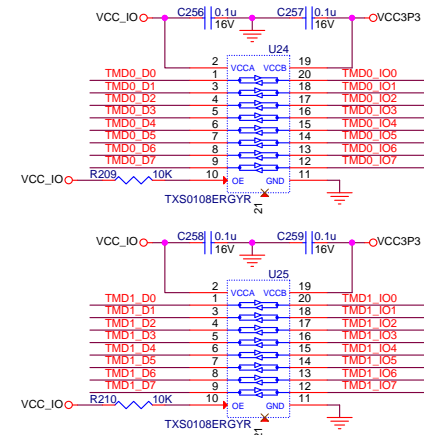 VCC_IO C256 0.1u 16V C257 0.1u 16V VCC3P3
U24
2 VCCA VCCB 19
TMD0_D0 1 20 TMD0_IO0
TMD0_D1 3 18 TMD0_IO1
TMD0_D2 4 17 TMD0_IO2
TMD0_D3 5 16 TMD0_IO3
TMD0_D4 6 15 TMD0_IO4
TMD0_D5 7 14 TMD0_IO5
TMD0_D6 8 13 TMD0_IO6
TMD0_D7 9 12 TMD0_IO7
VCC_IO R209 10K 10 OE GND 11
TXS0108ERGYR 21
VCC_IO C258 0.1u 16V C259 0.1u 16V VCC3P3
U25
2 VCCA VCCB 19
TMD1_D0 1 20 TMD1_IO0
TMD1_D1 3 18 TMD1_IO1
TMD1_D2 4 17 TMD1_IO2
TMD1_D3 5 16 TMD1_IO3
TMD1_D4 6 15 TMD1_IO4
TMD1_D5 7 14 TMD1_IO5
TMD1_D6 8 13 TMD1_IO6
TMD1_D7 9 12 TMD1_IO7
VCC_IO R210 10K 10 OE GND 11
TXS0108ERGYR 21